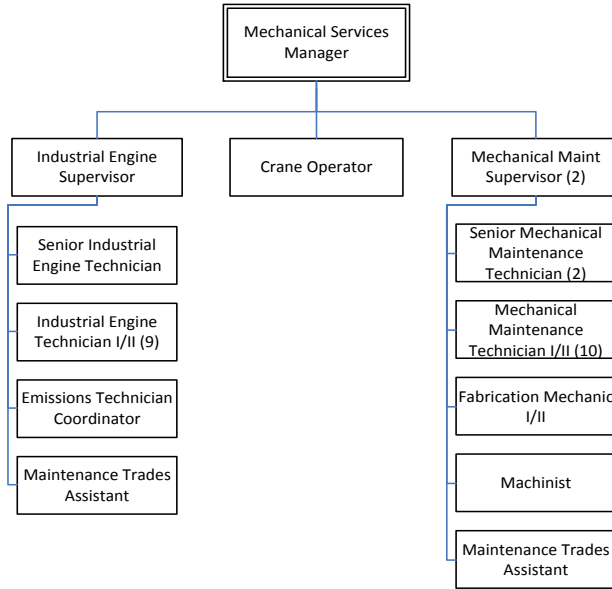 Mechanical Services
Manager
Industrial Engine
Supervisor
Crane Operator
Mechanical Maint
Supervisor (2)
Senior Industrial
Engine Technician
Industrial Engine
Technician I/II (9)
Emissions Technician
Coordinator
Maintenance Trades
Assistant
Senior Mechanical
Maintenance
Technician (2)
Mechanical
Maintenance
Technician I/II (10)
Fabrication Mechanic
I/II
Machinist
Maintenance Trades
Assistant